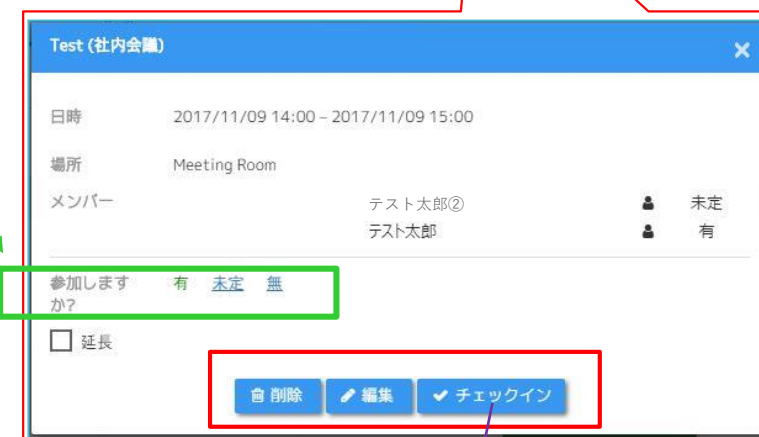 Test (社内会議)
日時 2017/11/09 14:00 – 2017/11/09 15:00
場所 Meeting Room
メンバー テスト太郎② 未定
テスト太郎 有
参加します 有 未定 無
か?
延長
削除 編集 チェックイン